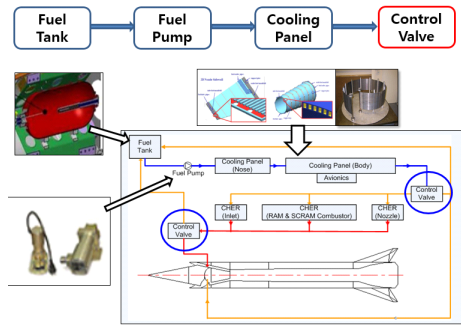 Fuel
Tank
Fuel
Pump
Cooling
Panel
Control
Valve
Fuel
Tank
Fuel Pump
Cooling Panel
(Nose)
Cooling Panel (Body)
Avionics
Control
Valve
CHER
(Inlet)
CHER
(RAM & SCRAM Combustor)
CHER
(Nozzle)
Control
Valve